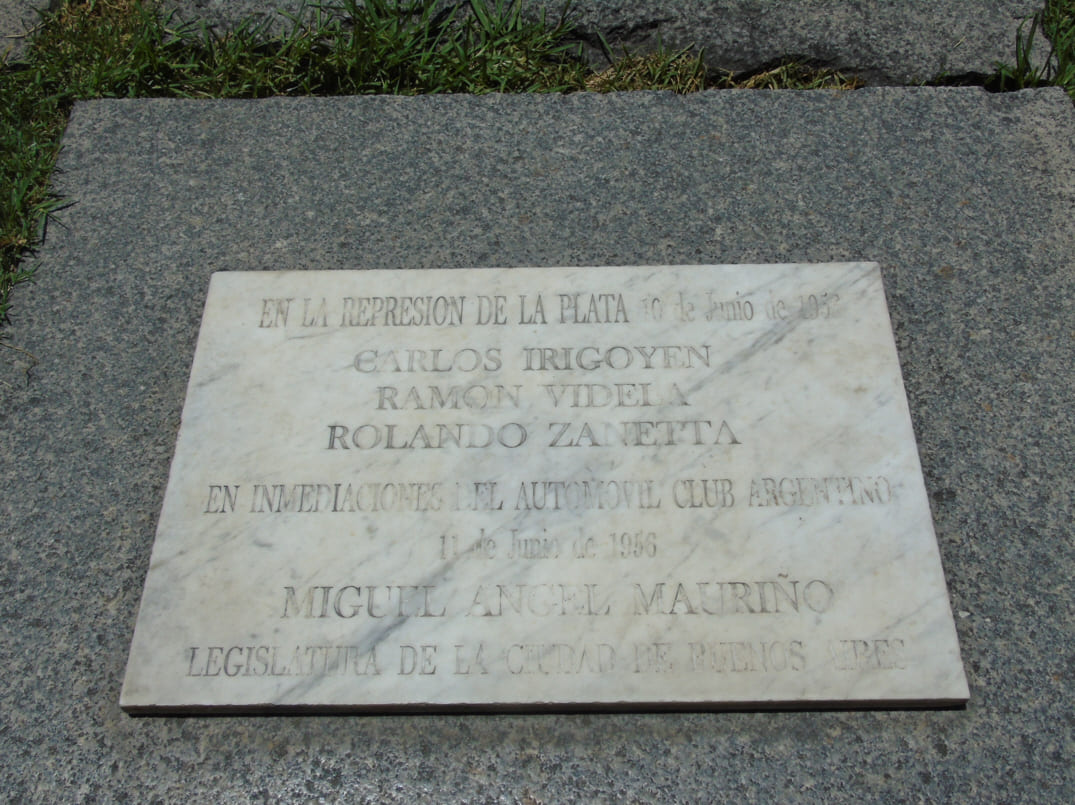 EN LA REPRESION DE LA PLATA 10 de Junio de 1956
CARLOS IRIGOYEN
RAMON VIDELA
ROLANDO ZANETTA
EN INMEDIACIONES DEL AUTOMOVIL CLUB ARGENTINO
11 de Junio de 1956
MIGUEL ANGEL MAURIÑO
LEGISLATURA DE LA CIUDAD DE BUENOS AIRES